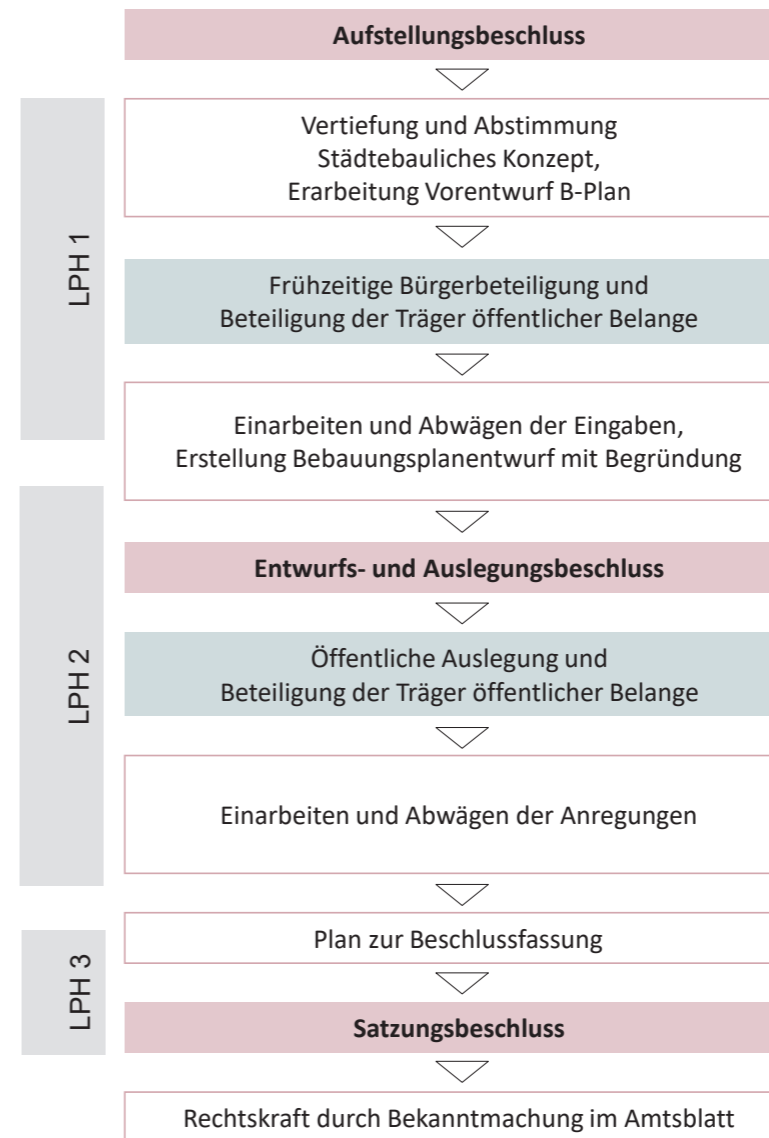 Aufstellungsbeschluss
LPH 1
Vertiefung und Abstimmung
Städtebauliches Konzept,
Erarbeitung Vorentwurf B-Plan
Frühzeitige Bürgerbeteiligung und
Beteiligung der Träger öffentlicher Belange
Einarbeiten und Abwägen der Eingaben,
Erstellung Bebauungsplanentwurf mit Begründung
LPH 2
Entwurfs- und Auslegungsbeschluss
Öffentliche Auslegung und
Beteiligung der Träger öffentlicher Belange
Einarbeiten und Abwägen der Anregungen
LPH 3
Plan zur Beschlussfassung
Satzungsbeschluss
Rechtskraft durch Bekanntmachung im Amtsblatt